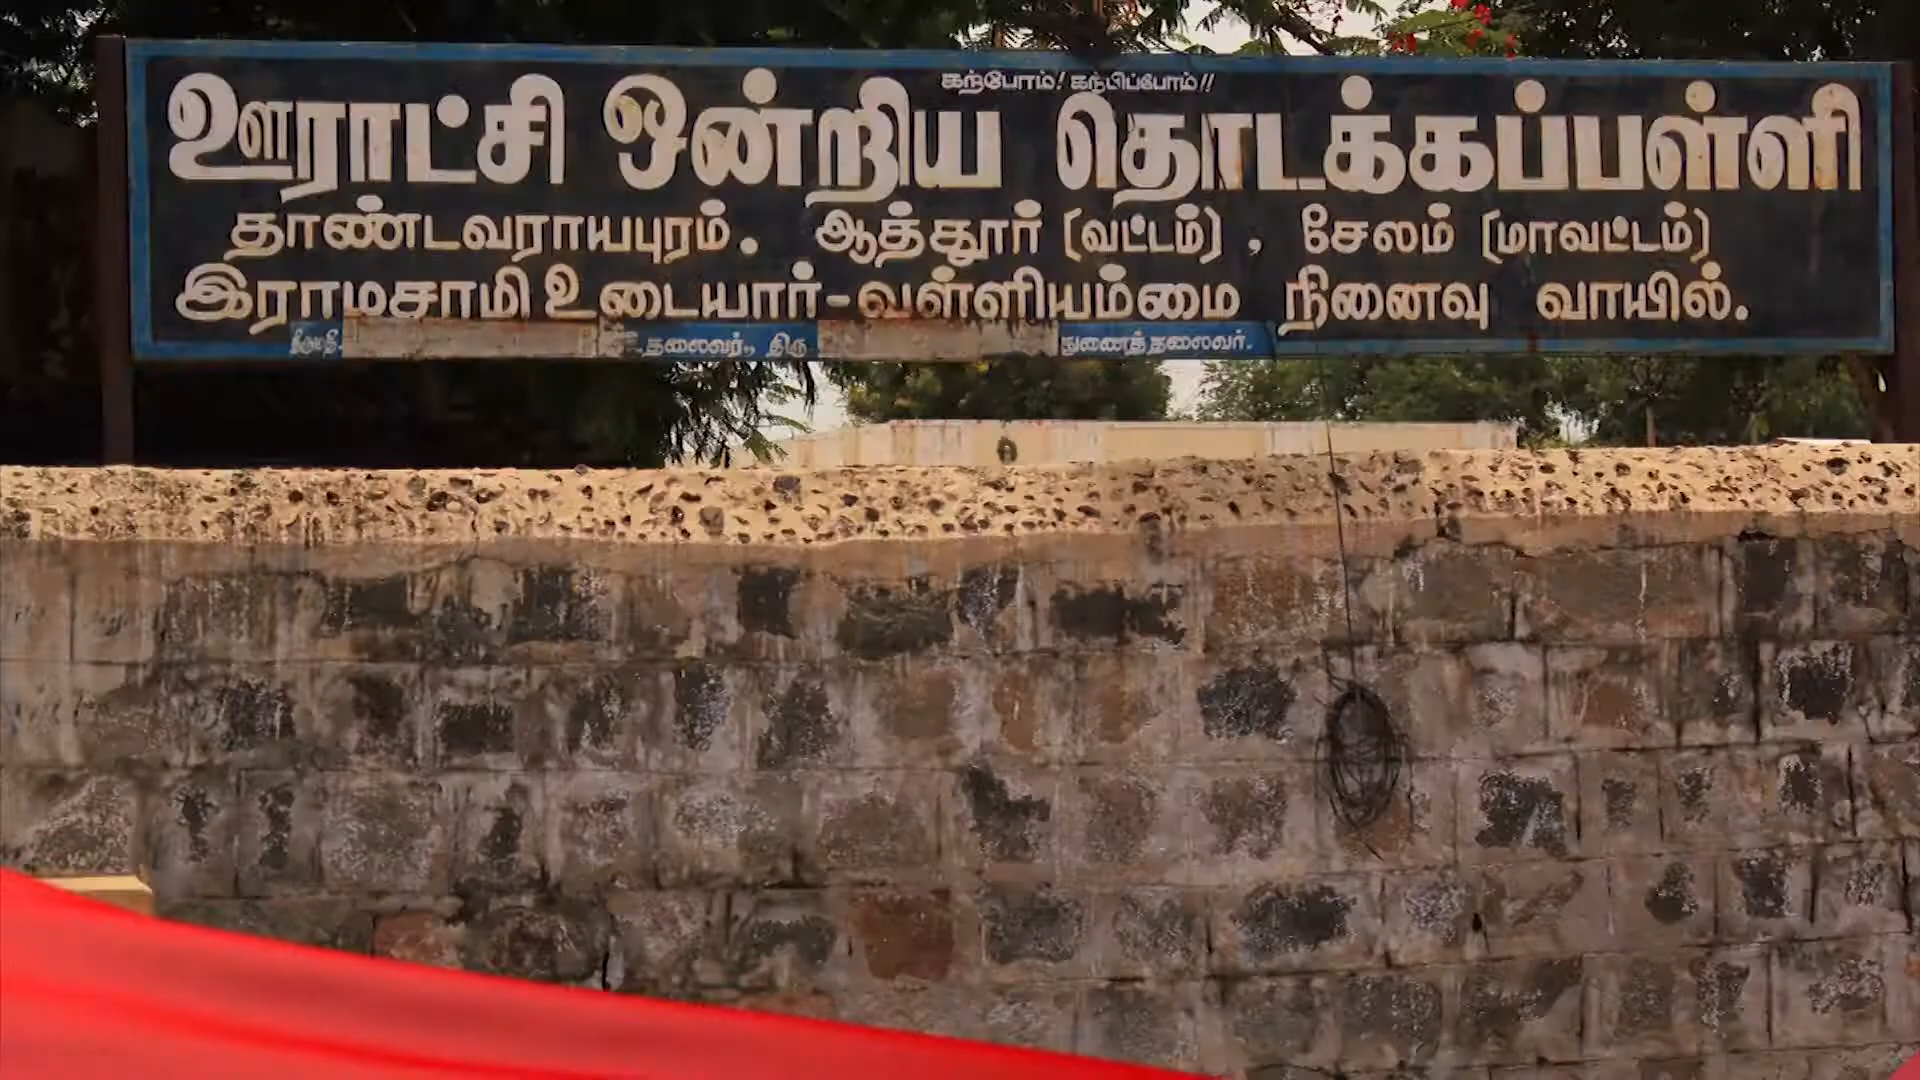 கற்போம்! கற்பிப்போம்!!
ஊராட்சி ஒன்றிய தொடக்கப்பள்ளி
தாண்டவராயபுரம். ஆத்தூர் (வட்டம்), சேலம் (மாவட்டம்)
இராமசாமி உடையார்-வள்ளியம்மை நினைவு வாயில்.
திருமதி. தலைவர்., திரு துணைத்தலைவர்.